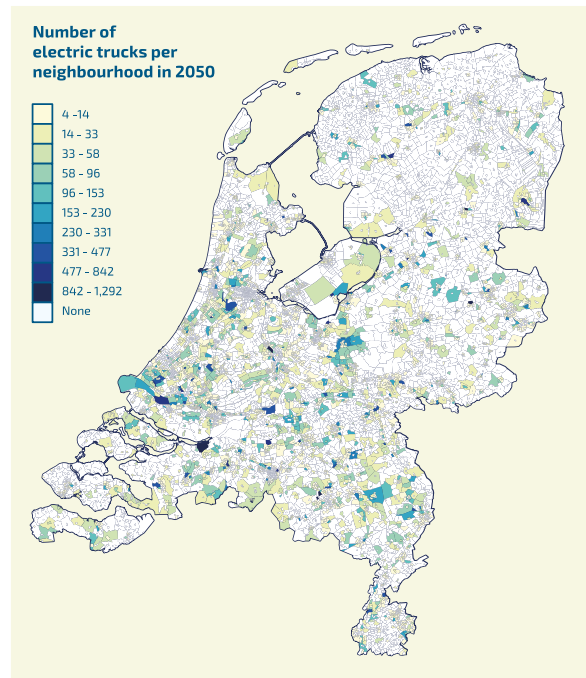 Number of
electric trucks per
neighbourhood in 2050
4 -14
14 - 33
33 - 58
58 - 96
96 - 153
153 - 230
230 - 331
331 - 477
477 - 842
842 - 1,292
None